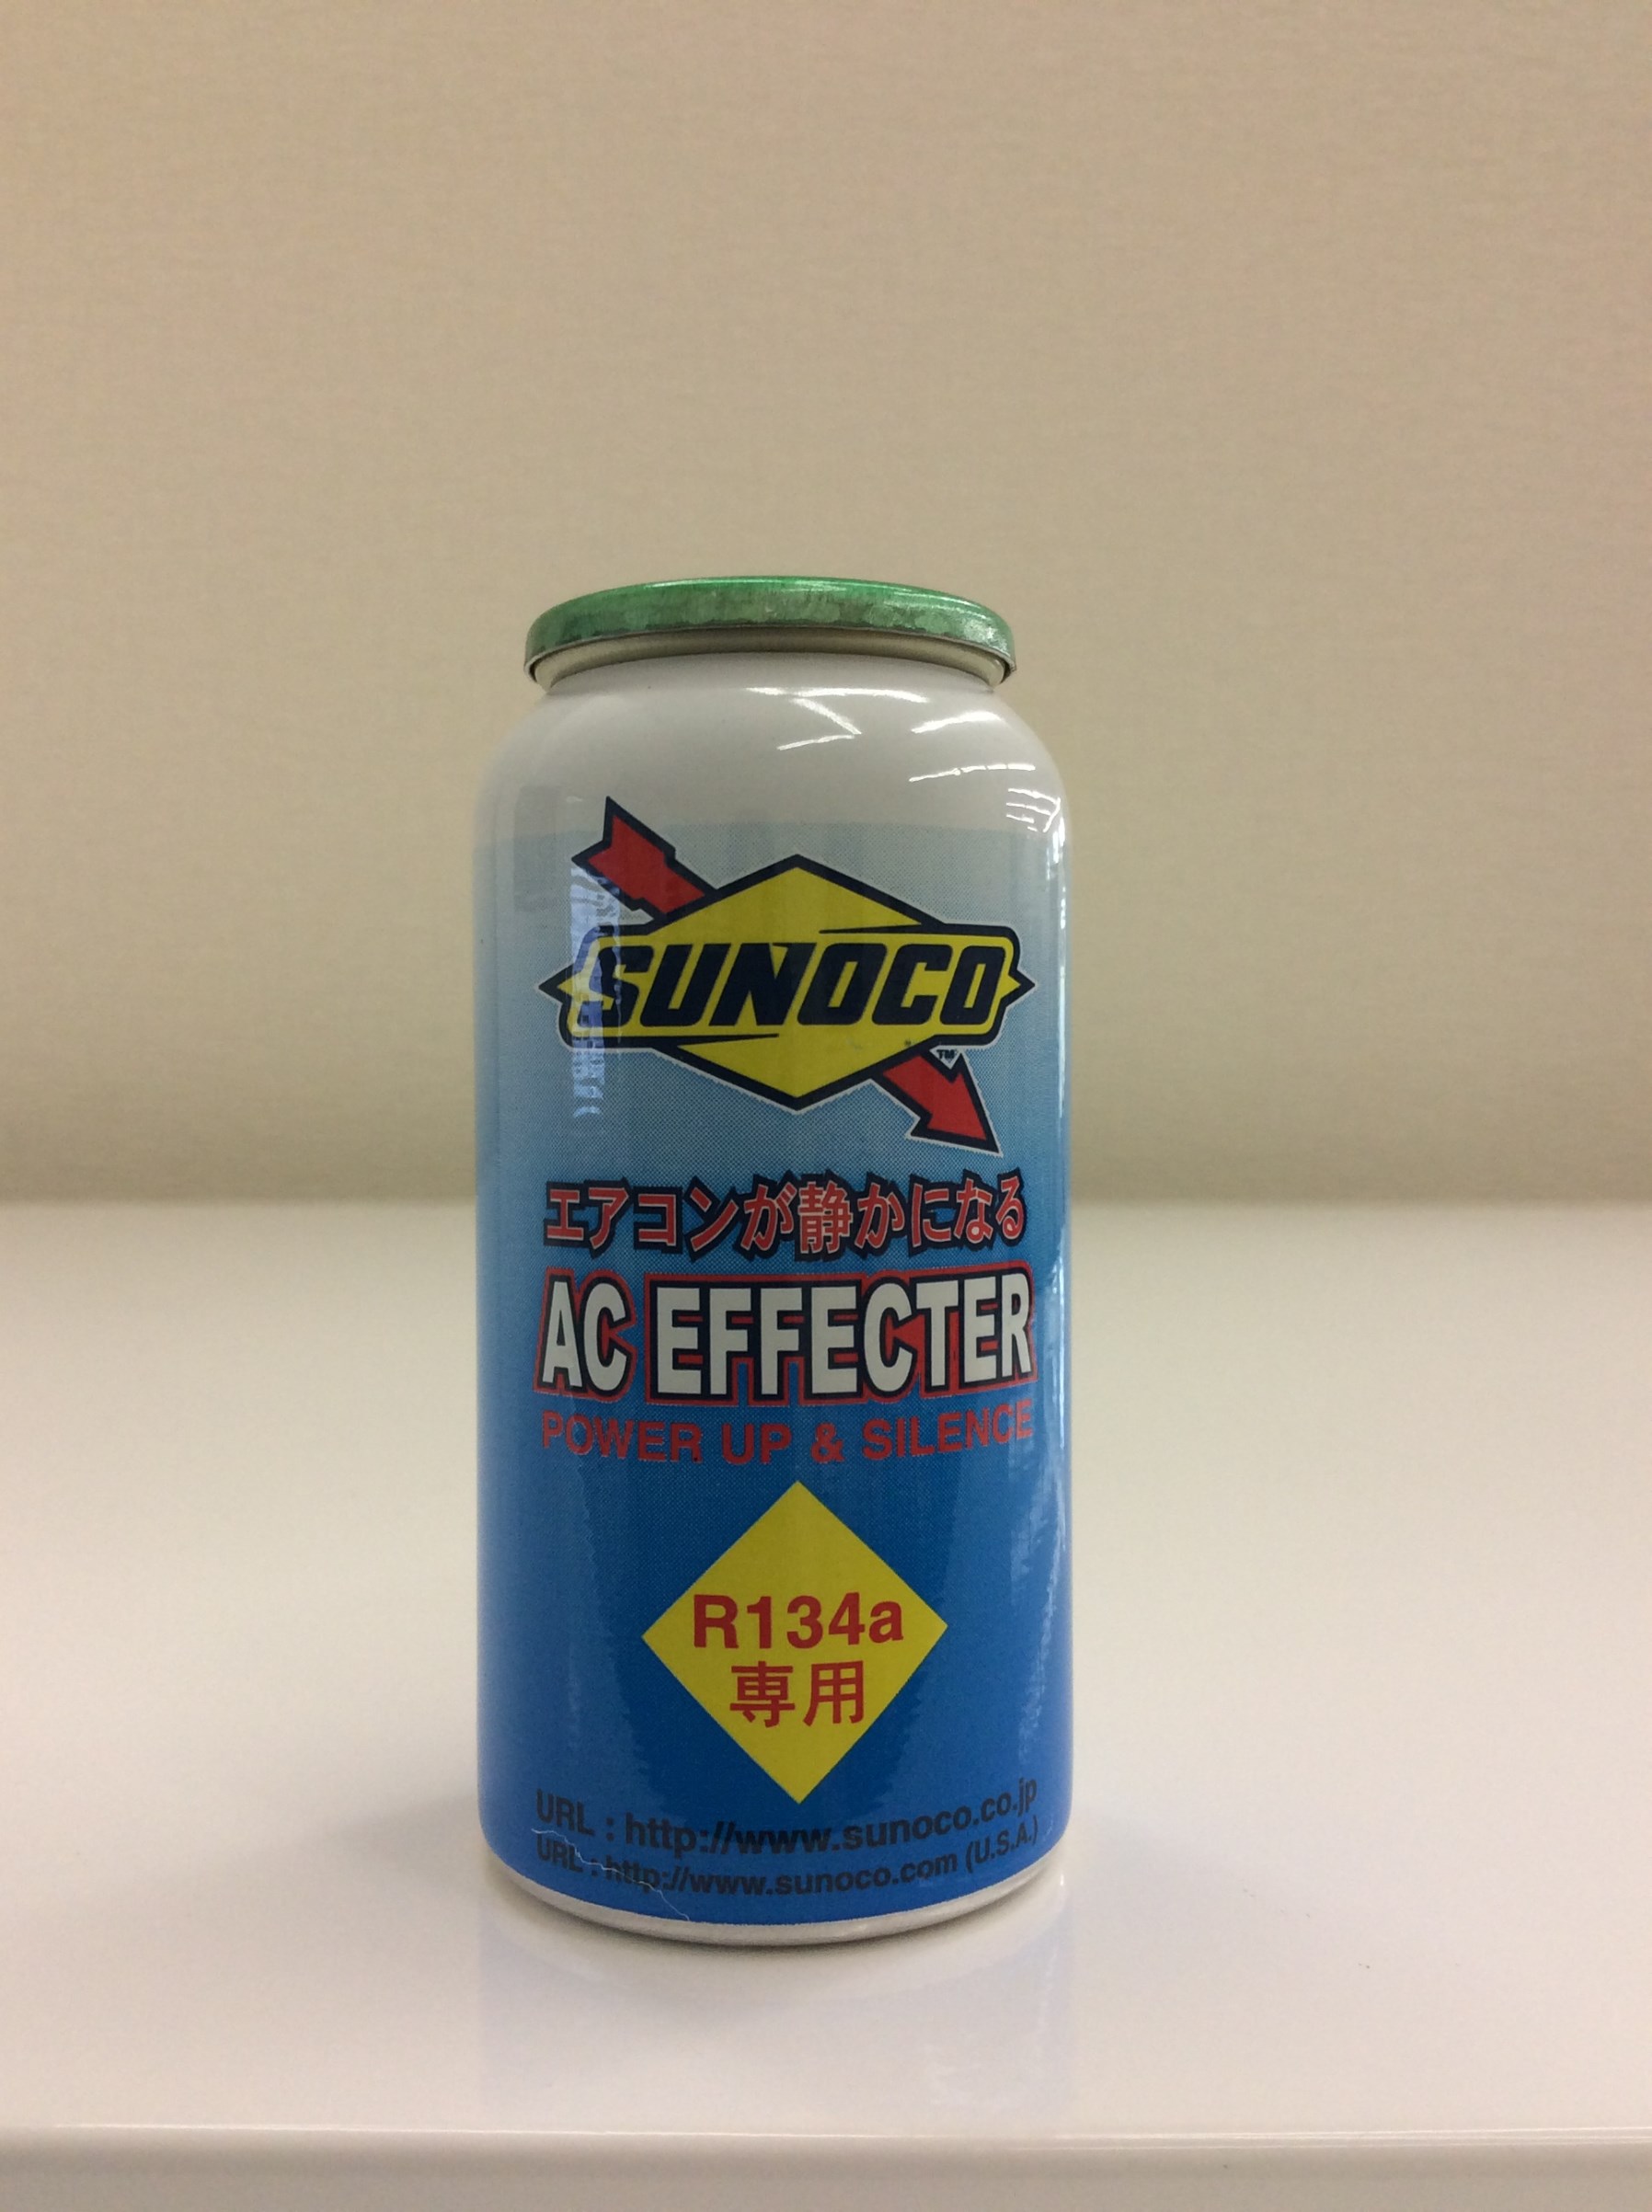 SUNOCO
TM
エアコンが静かになる
AC EFFECTER
POWER UP & SILENCE
R134a
専用
URL : http://www.sunoco.co.jp
URL : http://www.sunoco.com (U.S.A.)